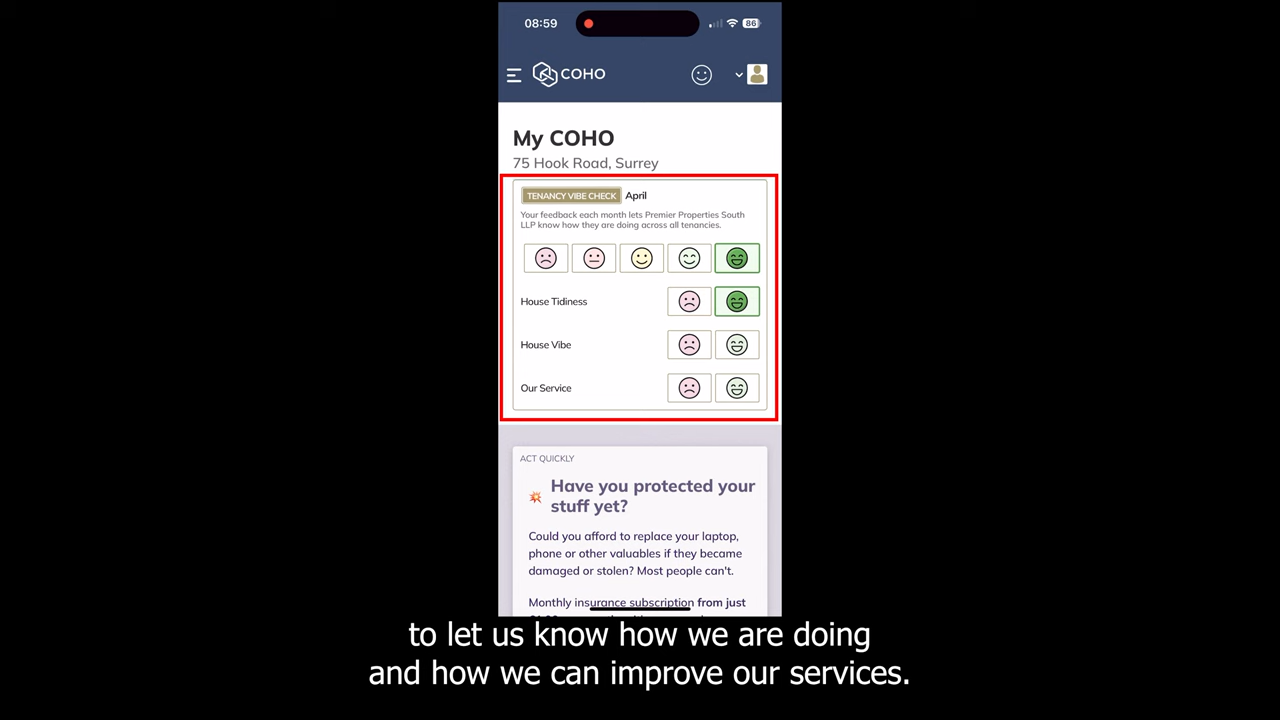 08:59
86
COHO
My COHO
75 Hook Road, Surrey
TENANCY VIBE CHECK April
Your feedback each month lets Premier Properties South
LLP know how they are doing across all tenancies.
House Tidiness
House Vibe
Our Service
ACT QUICKLY
Have you protected your
stuff yet?
Could you afford to replace your laptop,
phone or other valuables if they became
damaged or stolen? Most people can't.
Monthly insurance subscription from just
to let us know how we are doing
and how we can improve our services.